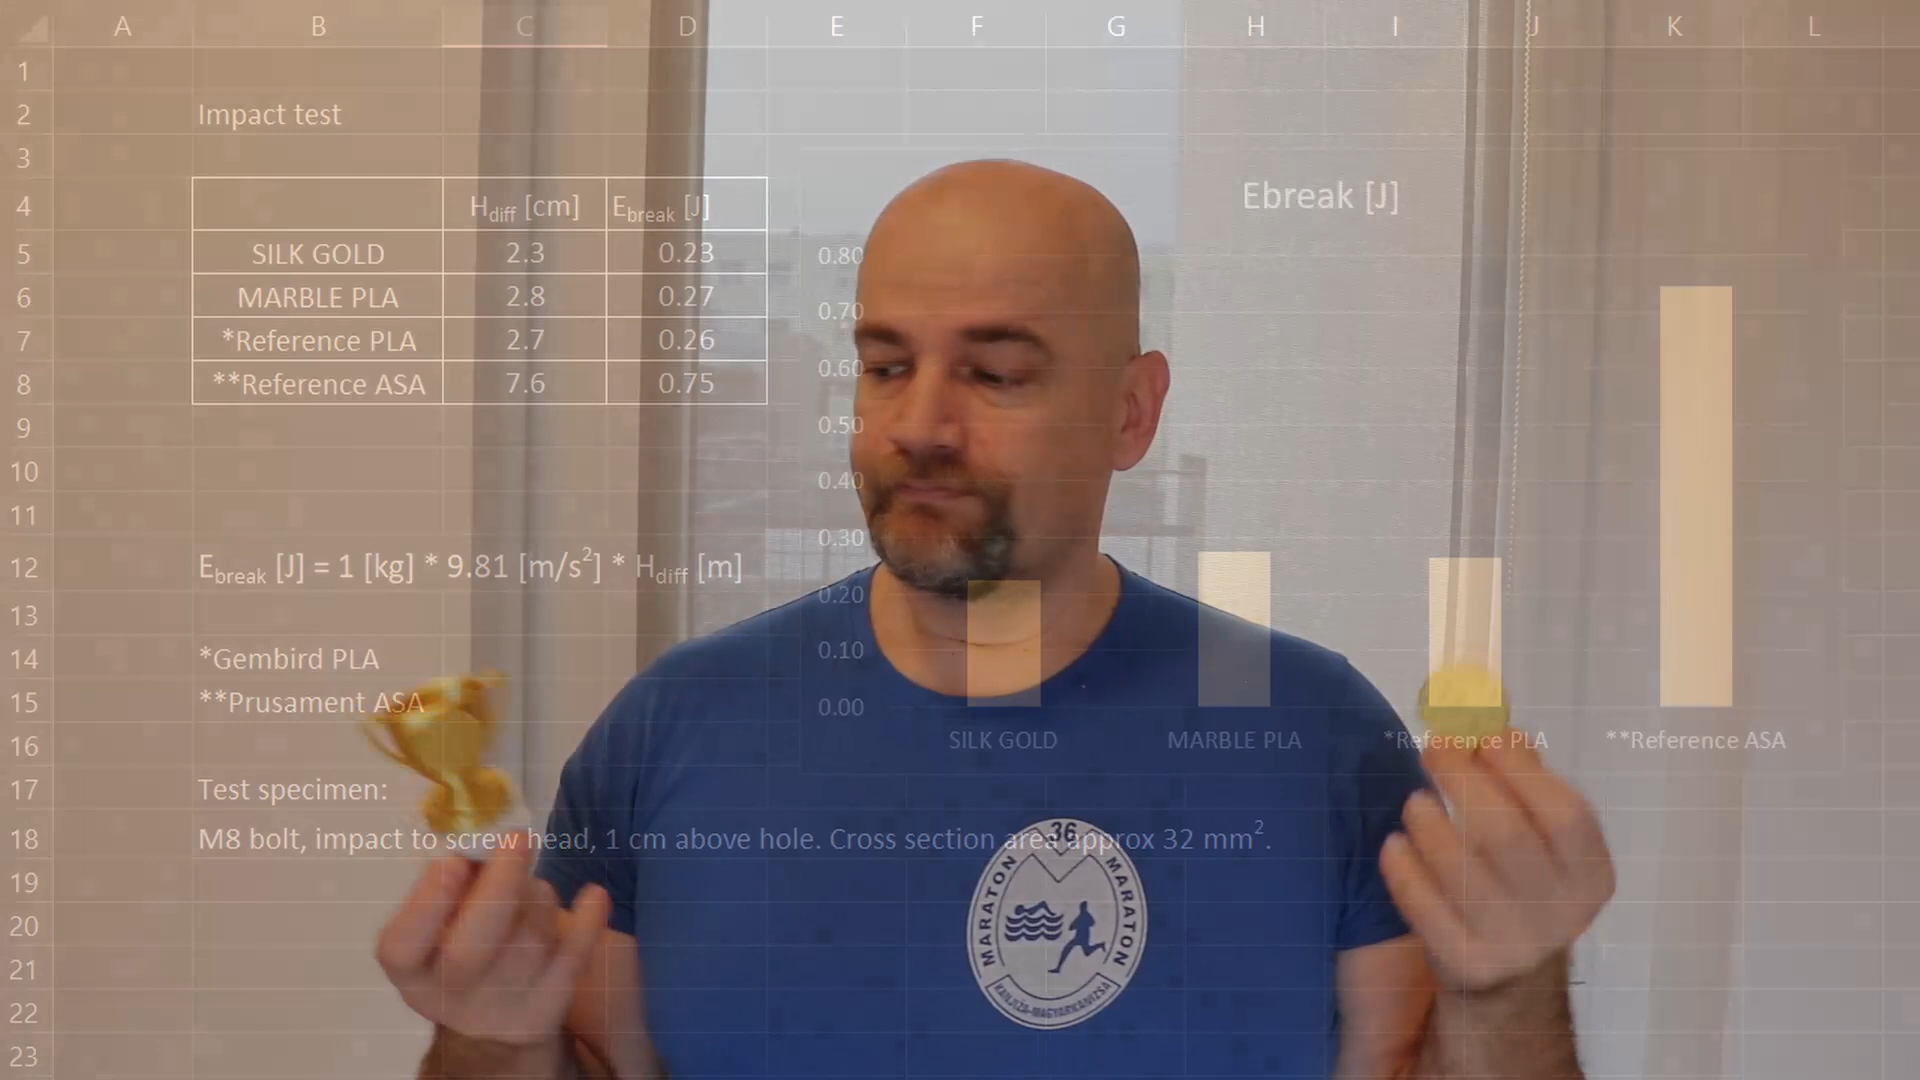 A B C D E F G H I J K L
1
2 Impact test
3
4 Hdiff [cm] Ebreak [J]
5 SILK GOLD 2.3 0.23
6 MARBLE PLA 2.8 0.27
7 *Reference PLA 2.7 0.26
8 **Reference ASA 7.6 0.75
9
10
11
12 Ebreak [J] = 1 [kg] * 9.81 [m/s²] * Hdiff [m]
13
14 *Gembird PLA
15 **Prusament ASA
16
17 Test specimen:
18 M8 bolt, impact to screw head, 1 cm above hole. Cross section area approx 32 mm².
19
20
21
22
23
Ebreak [J]
0.80
0.70
0.60
0.50
0.40
0.30
0.20
0.10
0.00
SILK GOLD MARBLE PLA *Reference PLA **Reference ASA
36
MARATON MARATON
KANJIŽA-MAGYARKANIZSA